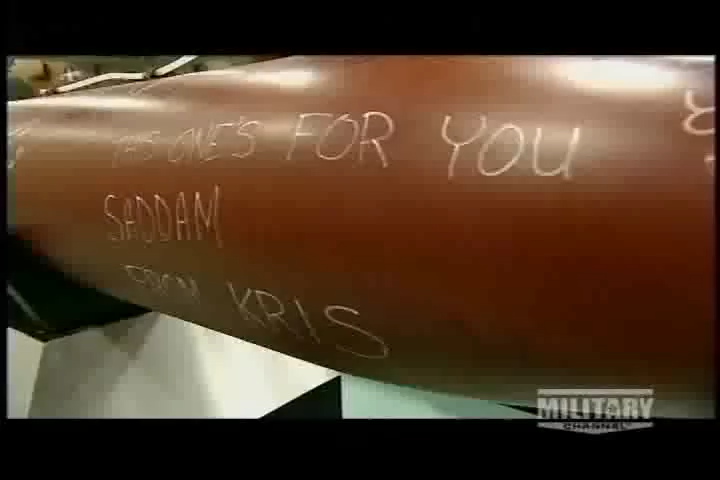 THIS ONE'S FOR YOU
SADDAM
FROM KRIS
MILITARY
CHANNEL